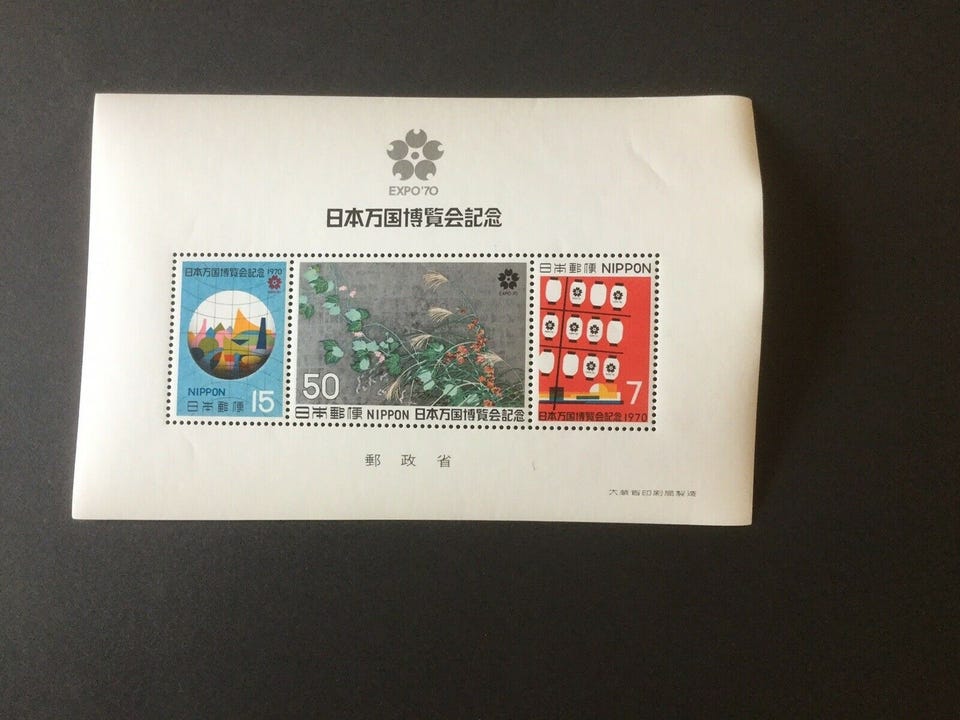 EXPO'70
日本万国博覧会記念
日本万国博覧会記念 1970
NIPPON
日本郵便 15
EXPO'70
50
日本郵便 NIPPON 日本万国博覧会記念
日本郵便 NIPPON
7
日本万国博覧会記念 1970
郵政省
大蔵省印刷局製造